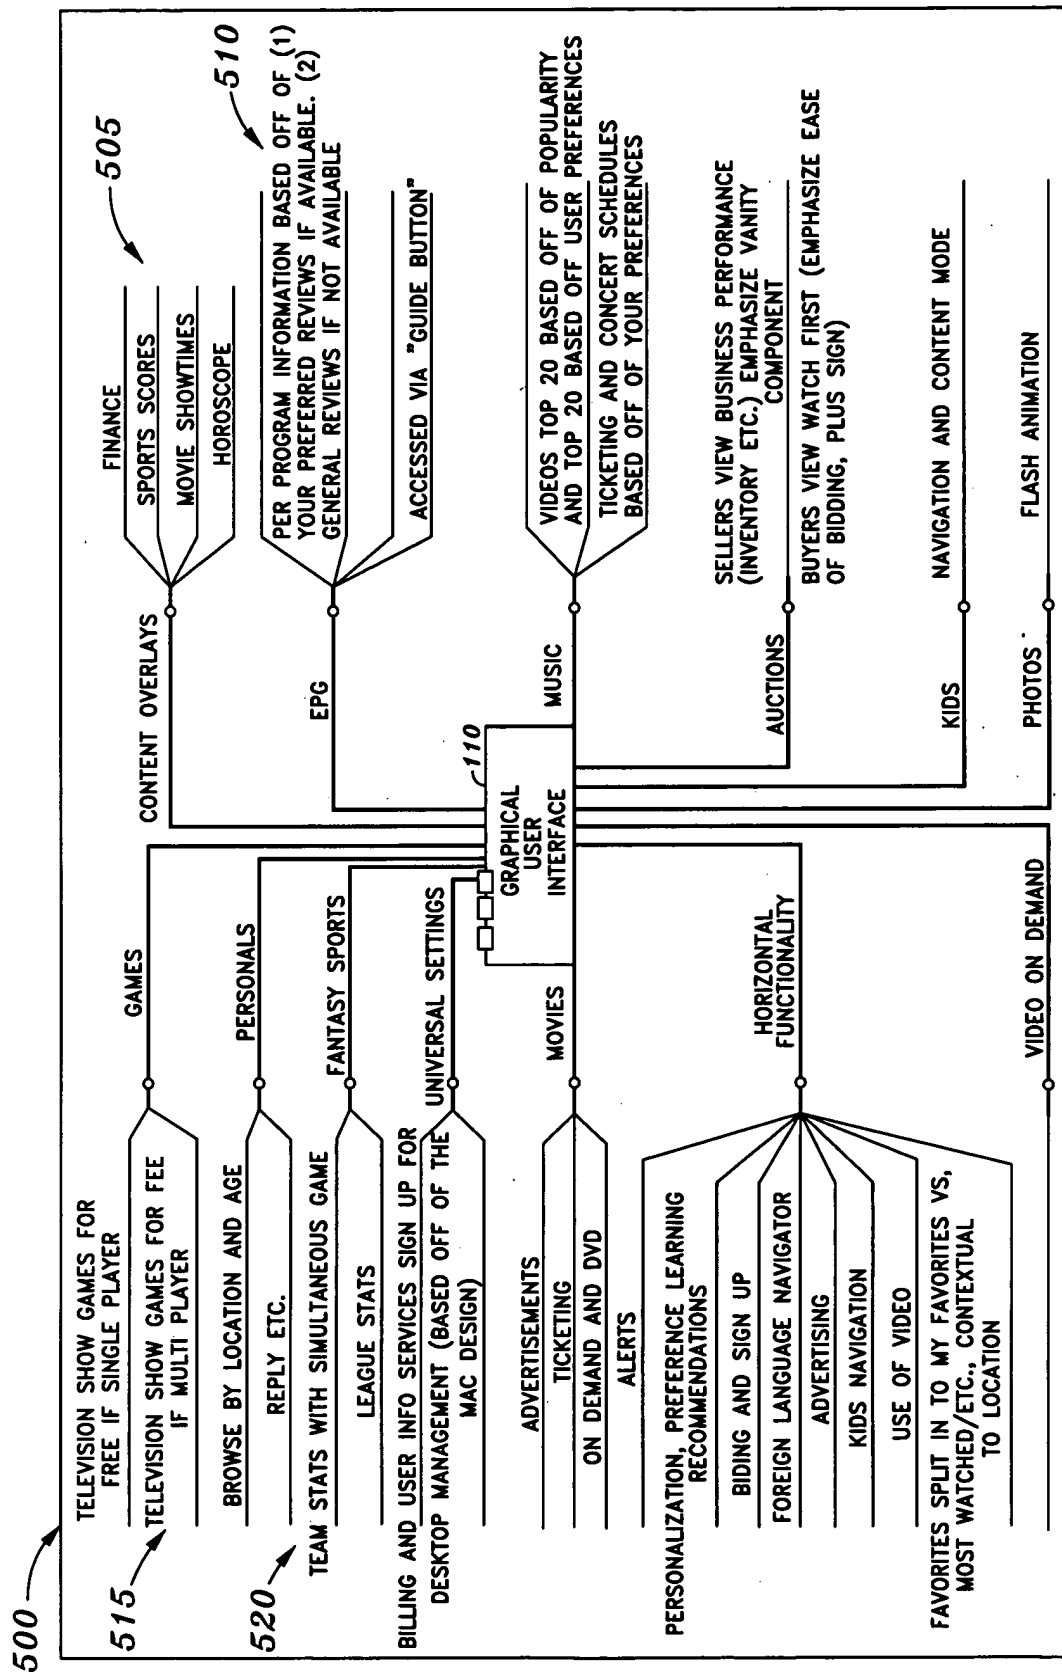 500
TELEVISION SHOW GAMES FOR
FREE IF SINGLE PLAYER
515
TELEVISION SHOW GAMES FOR FEE
IF MULTI PLAYER
GAMES
BROWSE BY LOCATION AND AGE
REPLY ETC.
PERSONALS
520
TEAM STATS WITH SIMULTANEOUS GAME
LEAGUE STATS
FANTASY SPORTS
BILLING AND USER INFO SERVICES SIGN UP FOR
DESKTOP MANAGEMENT (BASED OFF OF THE
MAC DESIGN)
UNIVERSAL SETTINGS
ADVERTISEMENTS
TICKETING
ON DEMAND AND DVD
MOVIES
ALERTS
PERSONALIZATION, PREFERENCE LEARNING
RECOMMENDATIONS
BIDING AND SIGN UP
FOREIGN LANGUAGE NAVIGATOR
ADVERTISING
KIDS NAVIGATION
USE OF VIDEO
FAVORITES SPLIT IN TO MY FAVORITES VS,
MOST WATCHED/ETC., CONTEXTUAL
TO LOCATION
HORIZONTAL
FUNCTIONALITY
VIDEO ON DEMAND
110
GRAPHICAL
USER
INTERFACE
CONTENT OVERLAYS
505
FINANCE
SPORTS SCORES
MOVIE SHOWTIMES
HOROSCOPE
EPG
510
PER PROGRAM INFORMATION BASED OFF OF (1)
YOUR PREFERRED REVIEWS IF AVAILABLE. (2)
GENERAL REVIEWS IF NOT AVAILABLE
ACCESSED VIA "GUIDE BUTTON"
MUSIC
VIDEOS TOP 20 BASED OFF OF POPULARITY
AND TOP 20 BASED OFF USER PREFERENCES
TICKETING AND CONCERT SCHEDULES
BASED OFF OF YOUR PREFERENCES
AUCTIONS
SELLERS VIEW BUSINESS PERFORMANCE
(INVENTORY ETC.) EMPHASIZE VANITY
COMPONENT
BUYERS VIEW WATCH FIRST (EMPHASIZE EASE
OF BIDDING, PLUS SIGN)
KIDS
NAVIGATION AND CONTENT MODE
PHOTOS
FLASH ANIMATION